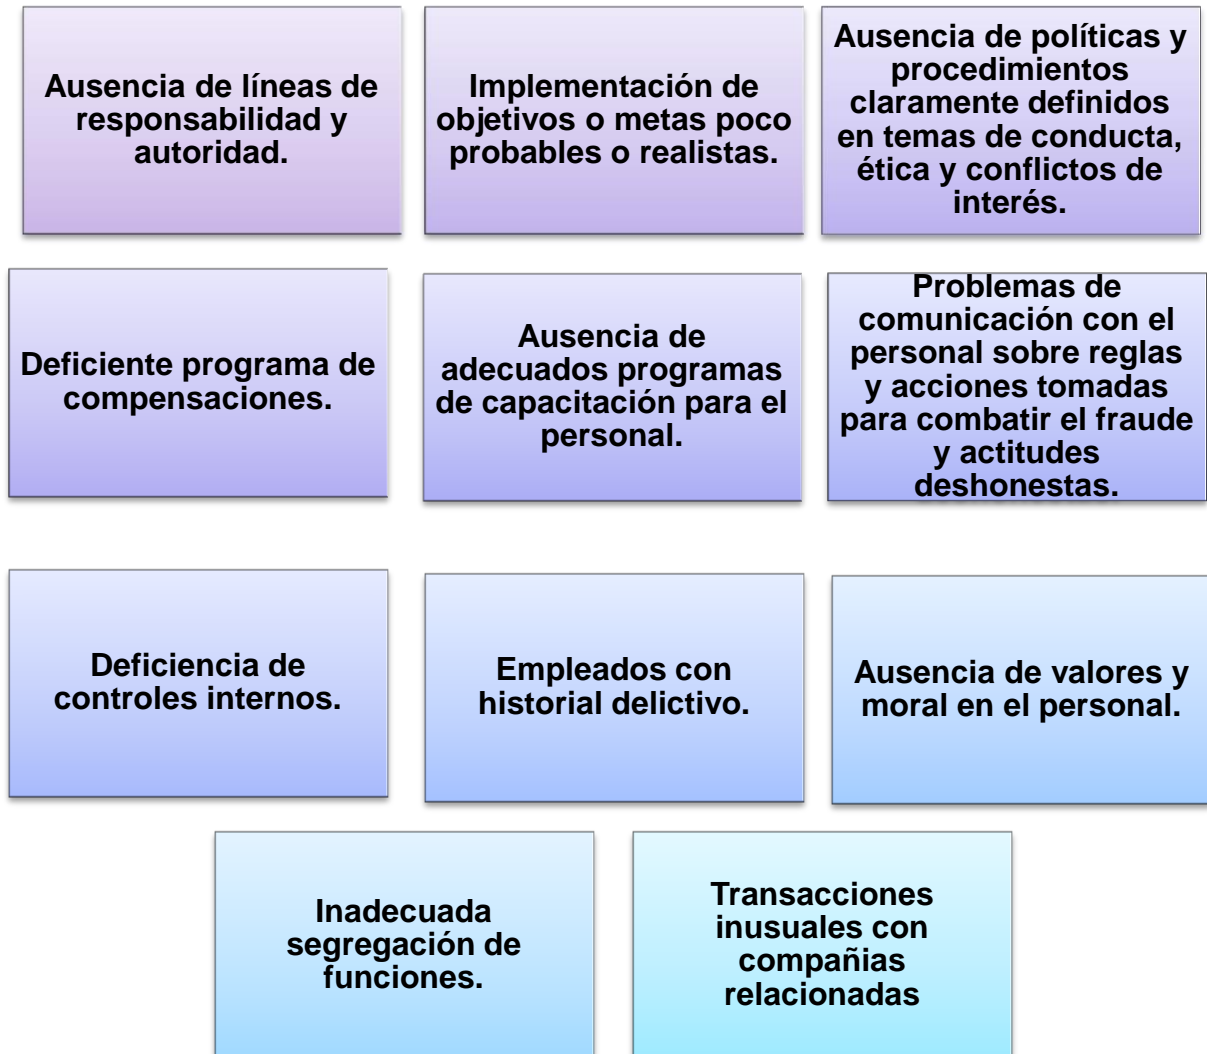 Ausencia de líneas de
responsabilidad y
autoridad.
Implementación de
objetivos o metas poco
probables o realistas.
Ausencia de políticas y
procedimientos
claramente definidos
en temas de conducta,
ética y conflictos de
interés.
Deficiente programa de
compensaciones.
Ausencia de
adecuados programas
de capacitación para el
personal.
Problemas de
comunicación con el
personal sobre reglas
y acciones tomadas
para combatir el fraude
y actitudes
deshonestas.
Deficiencia de
controles internos.
Empleados con
historial delictivo.
Ausencia de valores y
moral en el personal.
Inadecuada
segregación de
funciones.
Transacciones
inusuales con
compañias
relacionadas